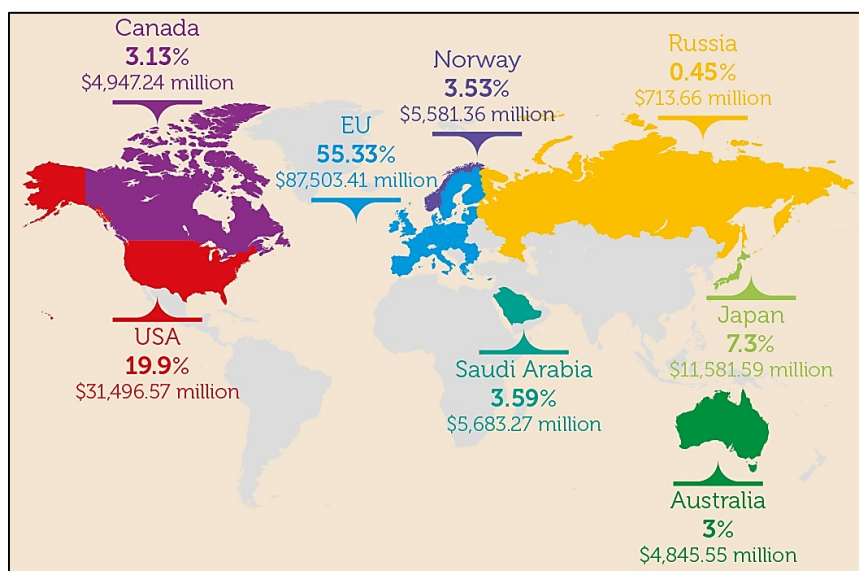 Canada
3.13%
$4,947.24 million
Norway
3.53%
$5,581.36 million
Russia
0.45%
$713.66 million
EU
55.33%
$87,503.41 million
USA
19.9%
$31,496.57 million
Saudi Arabia
3.59%
$5,683.27 million
Japan
7.3%
$11,581.59 million
Australia
3%
$4,845.55 million